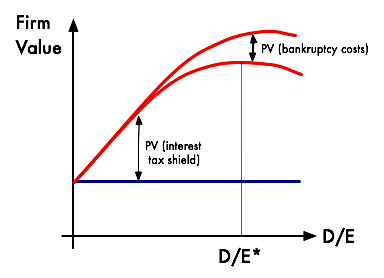 Firm
Value
PV (bankruptcy costs)
PV (interest
tax shield)
D/E
D/E*